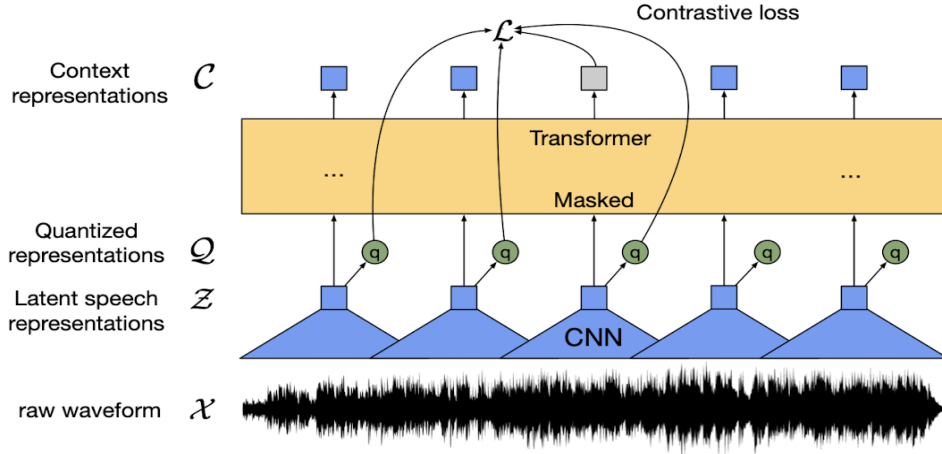 Contrastive loss
ℒ
Context
representations 𝒞
Transformer
... ...
Masked
Quantized
representations 𝒬
q q q q q
Latent speech
representations 𝒵
CNN
raw waveform 𝒳